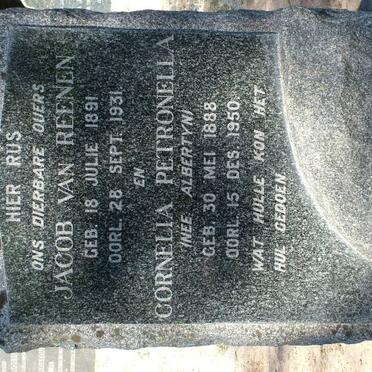 HIER RUS
ONS DIERBARE OUERS
JACOB VAN REENEN
GEB. 18 JULIE 1891
OORL. 28 SEPT. 1931.
EN
CORNELIA PETRONELLA
(NEE ALBERTYN)
GEB. 30 MEI 1888
OORL. 15 DES. 1950.
WAT HULLE KON HET
HUL GEDOEN.